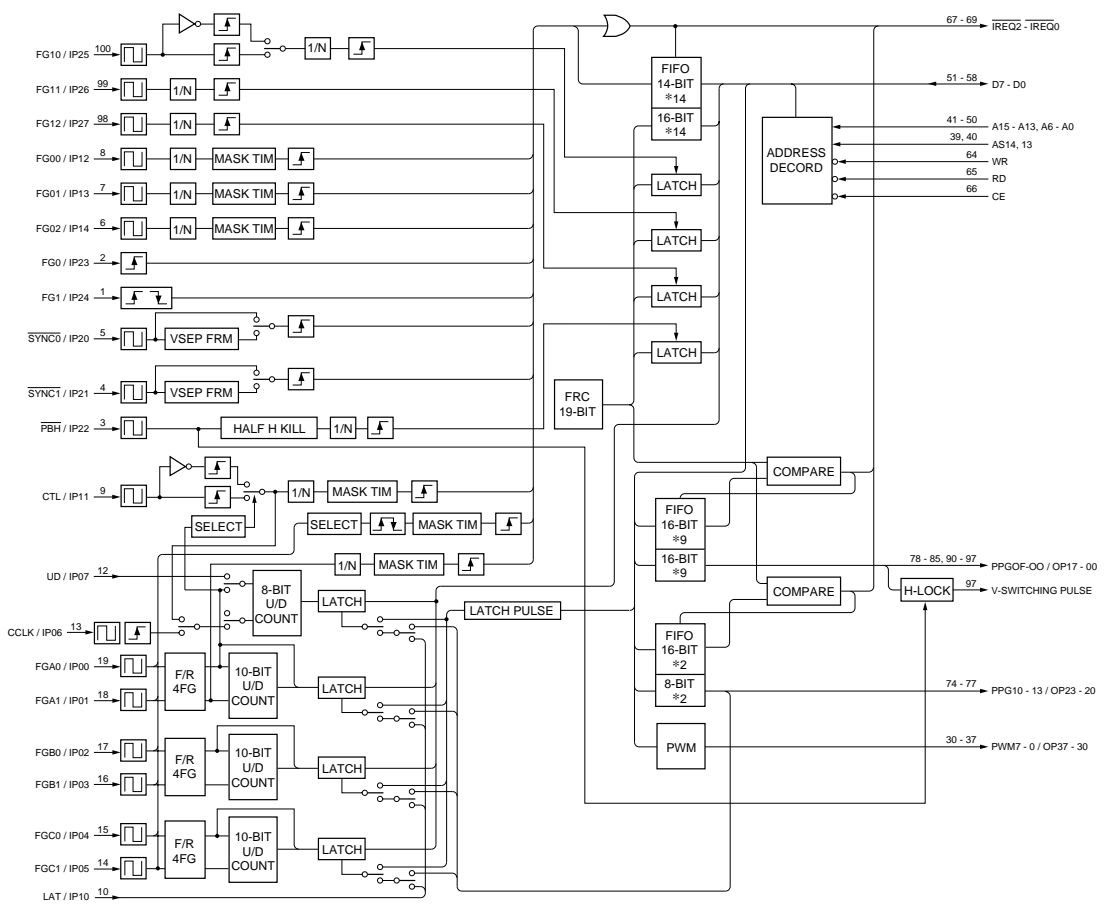 100
FG10 / IP25
1/N
67 - 69
IREQ2 - IREQ0
FIFO
14-BIT
*14
16-BIT
*14
51 - 58
D7 - D0
99
FG11 / IP26
1/N
98
FG12 / IP27
1/N
ADDRESS
DECORD
41 - 50
A15 - A13, A6 - A0
39, 40
AS14, 13
64
WR
65
RD
66
CE
8
FG00 / IP12
1/N
MASK TIM
7
FG01 / IP13
1/N
MASK TIM
6
FG02 / IP14
1/N
MASK TIM
LATCH
LATCH
LATCH
LATCH
2
FG0 / IP23
1
FG1 / IP24
5
SYNC0 / IP20
VSEP FRM
4
SYNC1 / IP21
VSEP FRM
FRC
19-BIT
3
PBH / IP22
HALF H KILL
1/N
9
CTL / IP11
1/N
MASK TIM
SELECT
SELECT
MASK TIM
1/N
MASK TIM
COMPARE
FIFO
16-BIT
*9
16-BIT
*9
78 - 85, 90 - 97
PPGOF-OO / OP17 - 00
H-LOCK
97
V-SWITCHING PULSE
COMPARE
12
UD / IP07
8-BIT
U/D
COUNT
LATCH
LATCH PULSE
13
CCLK / IP06
FIFO
16-BIT
*2
8-BIT
*2
74 - 77
PPG10 - 13 / OP23 - 20
19
FGA0 / IP00
18
FGA1 / IP01
F/R
4FG
10-BIT
U/D
COUNT
LATCH
PWM
30 - 37
PWM7 - 0 / OP37 - 30
17
FGB0 / IP02
16
FGB1 / IP03
F/R
4FG
10-BIT
U/D
COUNT
LATCH
15
FGC0 / IP04
14
FGC1 / IP05
F/R
4FG
10-BIT
U/D
COUNT
LATCH
10
LAT / IP10